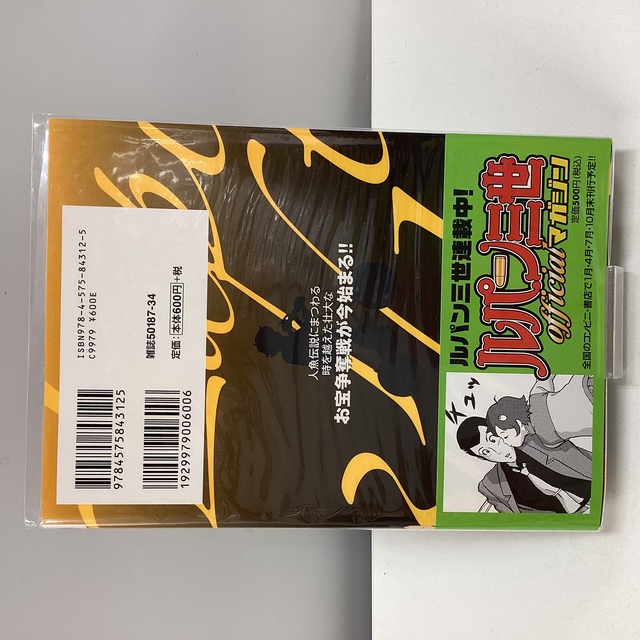 ISBN978-4-575-84312-5
C9979 ¥600E
雑誌50187-34
定価:本体600円+税
9784575843125
1929979006006
人魚伝説にまつわる
時を越えた壮大な
お宝争奪戦が今始まる!!
ルパン三世連載中!
ルパン三世
officialマガジン
定価500円(税込)
全国のコンビニ・書店で1月・4月・7月・10月末刊行予定!!
チュッ